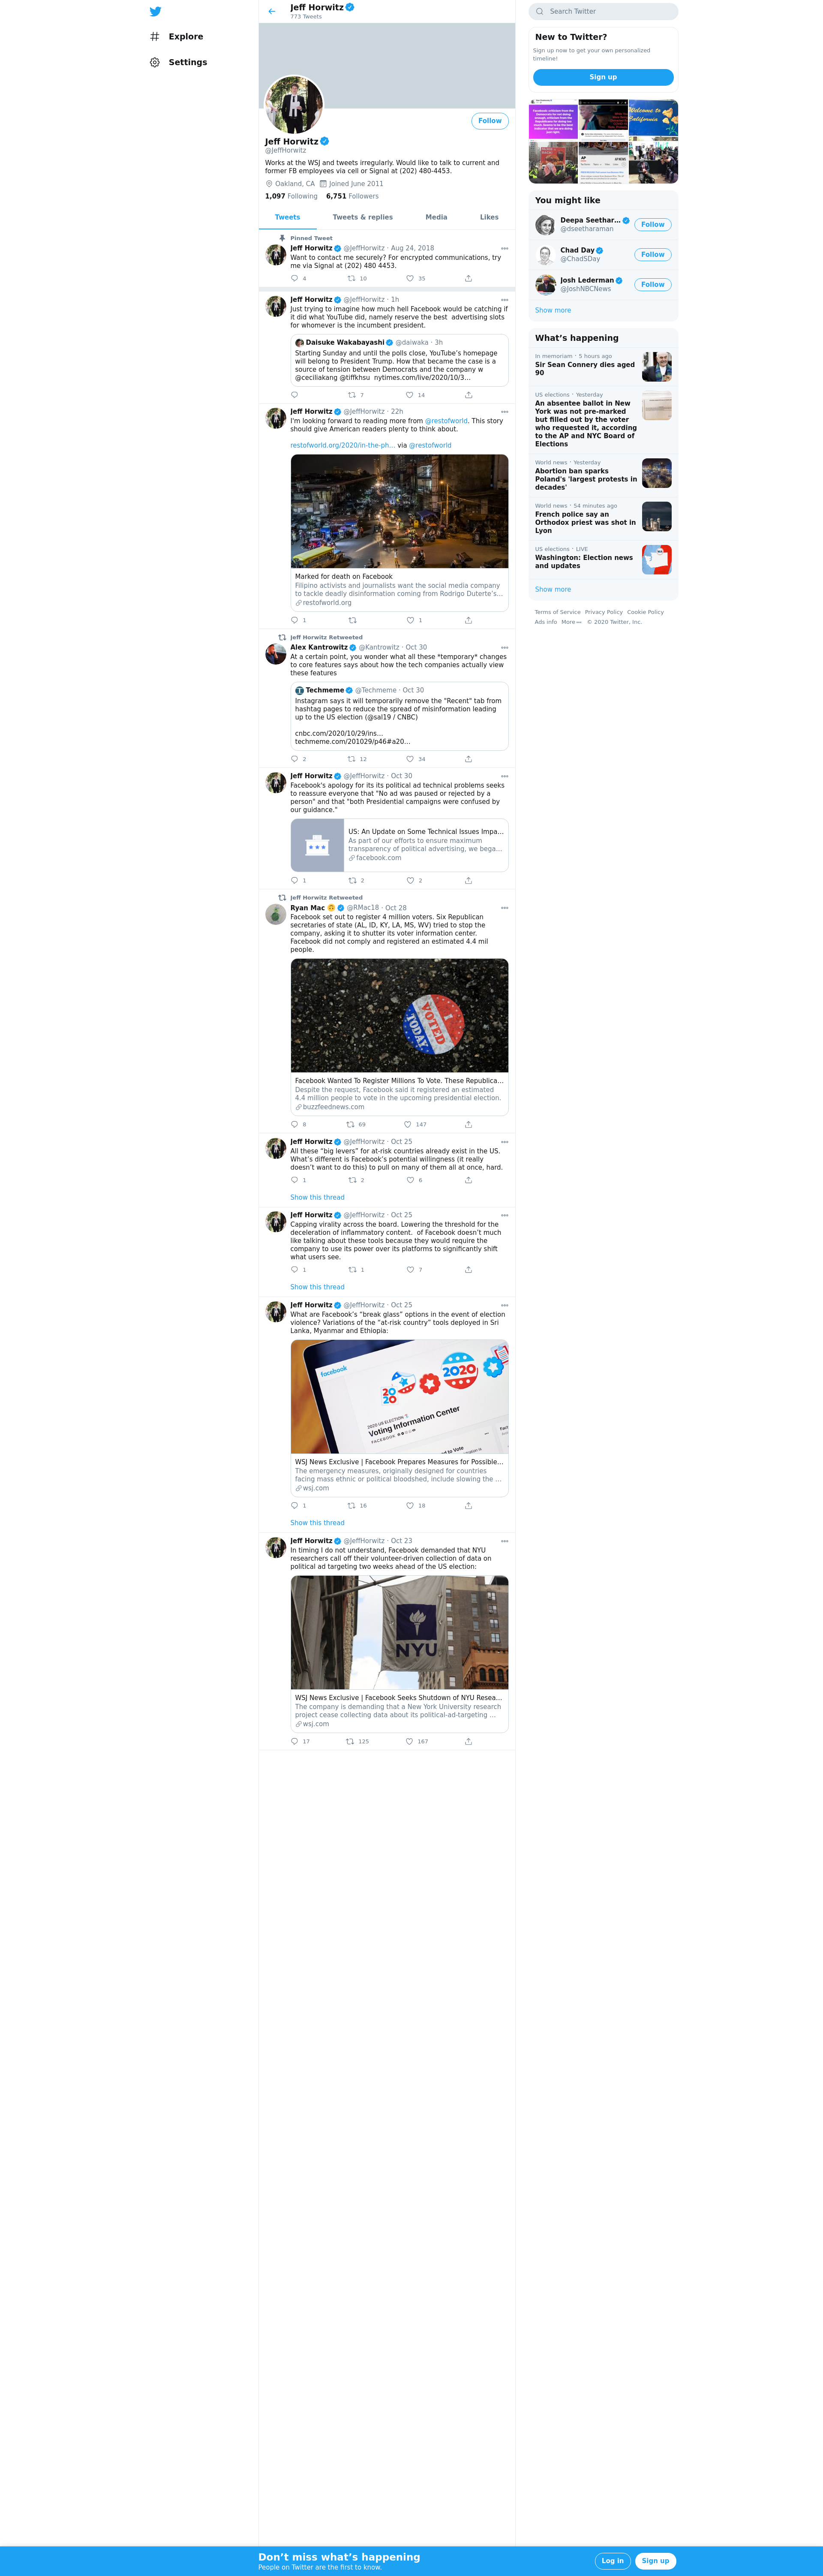 Explore
Settings
Jeff Horwitz
773 Tweets
Follow
Jeff Horwitz
@JeffHorwitz
Works at the WSJ and tweets irregularly. Would like to talk to current and
former FB employees via cell or Signal at (202) 480-4453.
Oakland, CA Joined June 2011
1,097 Following 6,751 Followers
Tweets Tweets & replies Media Likes
Pinned Tweet
Jeff Horwitz @JeffHorwitz · Aug 24, 2018
Want to contact me securely? For encrypted communications, try
me via Signal at (202) 480 4453.
4 10 35
Jeff Horwitz @JeffHorwitz · 1h
Just trying to imagine how much hell Facebook would be catching if
it did what YouTube did, namely reserve the best advertising slots
for whomever is the incumbent president.
Daisuke Wakabayashi @daiwaka · 3h
Starting Sunday and until the polls close, YouTube's homepage
will belong to President Trump. How that became the case is a
source of tension between Democrats and the company w
@ceciliakang @tiffkhsu nytimes.com/live/2020/10/3…
7 14
Jeff Horwitz @JeffHorwitz · 22h
I'm looking forward to reading more from @restofworld. This story
should give American readers plenty to think about.
restofworld.org/2020/in-the-ph… via @restofworld
Marked for death on Facebook
Filipino activists and journalists want the social media company
to tackle deadly disinformation coming from Rodrigo Duterte's…
restofworld.org
1 1
Jeff Horwitz Retweeted
Alex Kantrowitz @Kantrowitz · Oct 30
At a certain point, you wonder what all these *temporary* changes
to core features says about how the tech companies actually view
these features
Techmeme @Techmeme · Oct 30
Instagram says it will temporarily remove the "Recent" tab from
hashtag pages to reduce the spread of misinformation leading
up to the US election (@sal19 / CNBC)
cnbc.com/2020/10/29/ins…
techmeme.com/201029/p46#a20…
2 12 34
Jeff Horwitz @JeffHorwitz · Oct 30
Facebook's apology for its its political ad technical problems seeks
to reassure everyone that "No ad was paused or rejected by a
person" and that "both Presidential campaigns were confused by
our guidance."
US: An Update on Some Technical Issues Impa…
As part of our efforts to ensure maximum
transparency of political advertising, we bega…
facebook.com
1 2 2
Jeff Horwitz Retweeted
Ryan Mac @RMac18 · Oct 28
Facebook set out to register 4 million voters. Six Republican
secretaries of state (AL, ID, KY, LA, MS, WV) tried to stop the
company, asking it to shutter its voter information center.
Facebook did not comply and registered an estimated 4.4 mil
people.
I VOTED TODAY
Facebook Wanted To Register Millions To Vote. These Republica…
Despite the request, Facebook said it registered an estimated
4.4 million people to vote in the upcoming presidential election.
buzzfeednews.com
8 69 147
Jeff Horwitz @JeffHorwitz · Oct 25
All these "big levers" for at-risk countries already exist in the US.
What's different is Facebook's potential willingness (it really
doesn't want to do this) to pull on many of them all at once, hard.
1 2 6
Show this thread
Jeff Horwitz @JeffHorwitz · Oct 25
Capping virality across the board. Lowering the threshold for the
deceleration of inflammatory content. of Facebook doesn't much
like talking about these tools because they would require the
company to use its power over its platforms to significantly shift
what users see.
1 1 7
Show this thread
Jeff Horwitz @JeffHorwitz · Oct 25
What are Facebook's "break glass" options in the event of election
violence? Variations of the "at-risk country" tools deployed in Sri
Lanka, Myanmar and Ethiopia:
facebook
2020
2020
2020 US ELECTION
Voting Information Center
FACEBOOK
WSJ News Exclusive | Facebook Prepares Measures for Possible…
The emergency measures, originally designed for countries
facing mass ethnic or political bloodshed, include slowing the …
wsj.com
1 16 18
Show this thread
Jeff Horwitz @JeffHorwitz · Oct 23
In timing I do not understand, Facebook demanded that NYU
researchers call off their volunteer-driven collection of data on
political ad targeting two weeks ahead of the US election:
NYU
WSJ News Exclusive | Facebook Seeks Shutdown of NYU Resea…
The company is demanding that a New York University research
project cease collecting data about its political-ad-targeting …
wsj.com
17 125 167
Search Twitter
New to Twitter?
Sign up now to get your own personalized
timeline!
Sign up
Welcome to
California
You might like
Deepa Seethar…
@dseetharaman
Follow
Chad Day
@ChadSDay
Follow
Josh Lederman
@JoshNBCNews
Follow
Show more
What's happening
In memoriam · 5 hours ago
Sir Sean Connery dies aged
90
US elections · Yesterday
An absentee ballot in New
York was not pre-marked
but filled out by the voter
who requested it, according
to the AP and NYC Board of
Elections
World news · Yesterday
Abortion ban sparks
Poland's 'largest protests in
decades'
World news · 54 minutes ago
French police say an
Orthodox priest was shot in
Lyon
US elections · LIVE
Washington: Election news
and updates
Show more
Terms of Service Privacy Policy Cookie Policy
Ads info More © 2020 Twitter, Inc.
Don't miss what's happening
People on Twitter are the first to know.
Log in
Sign up